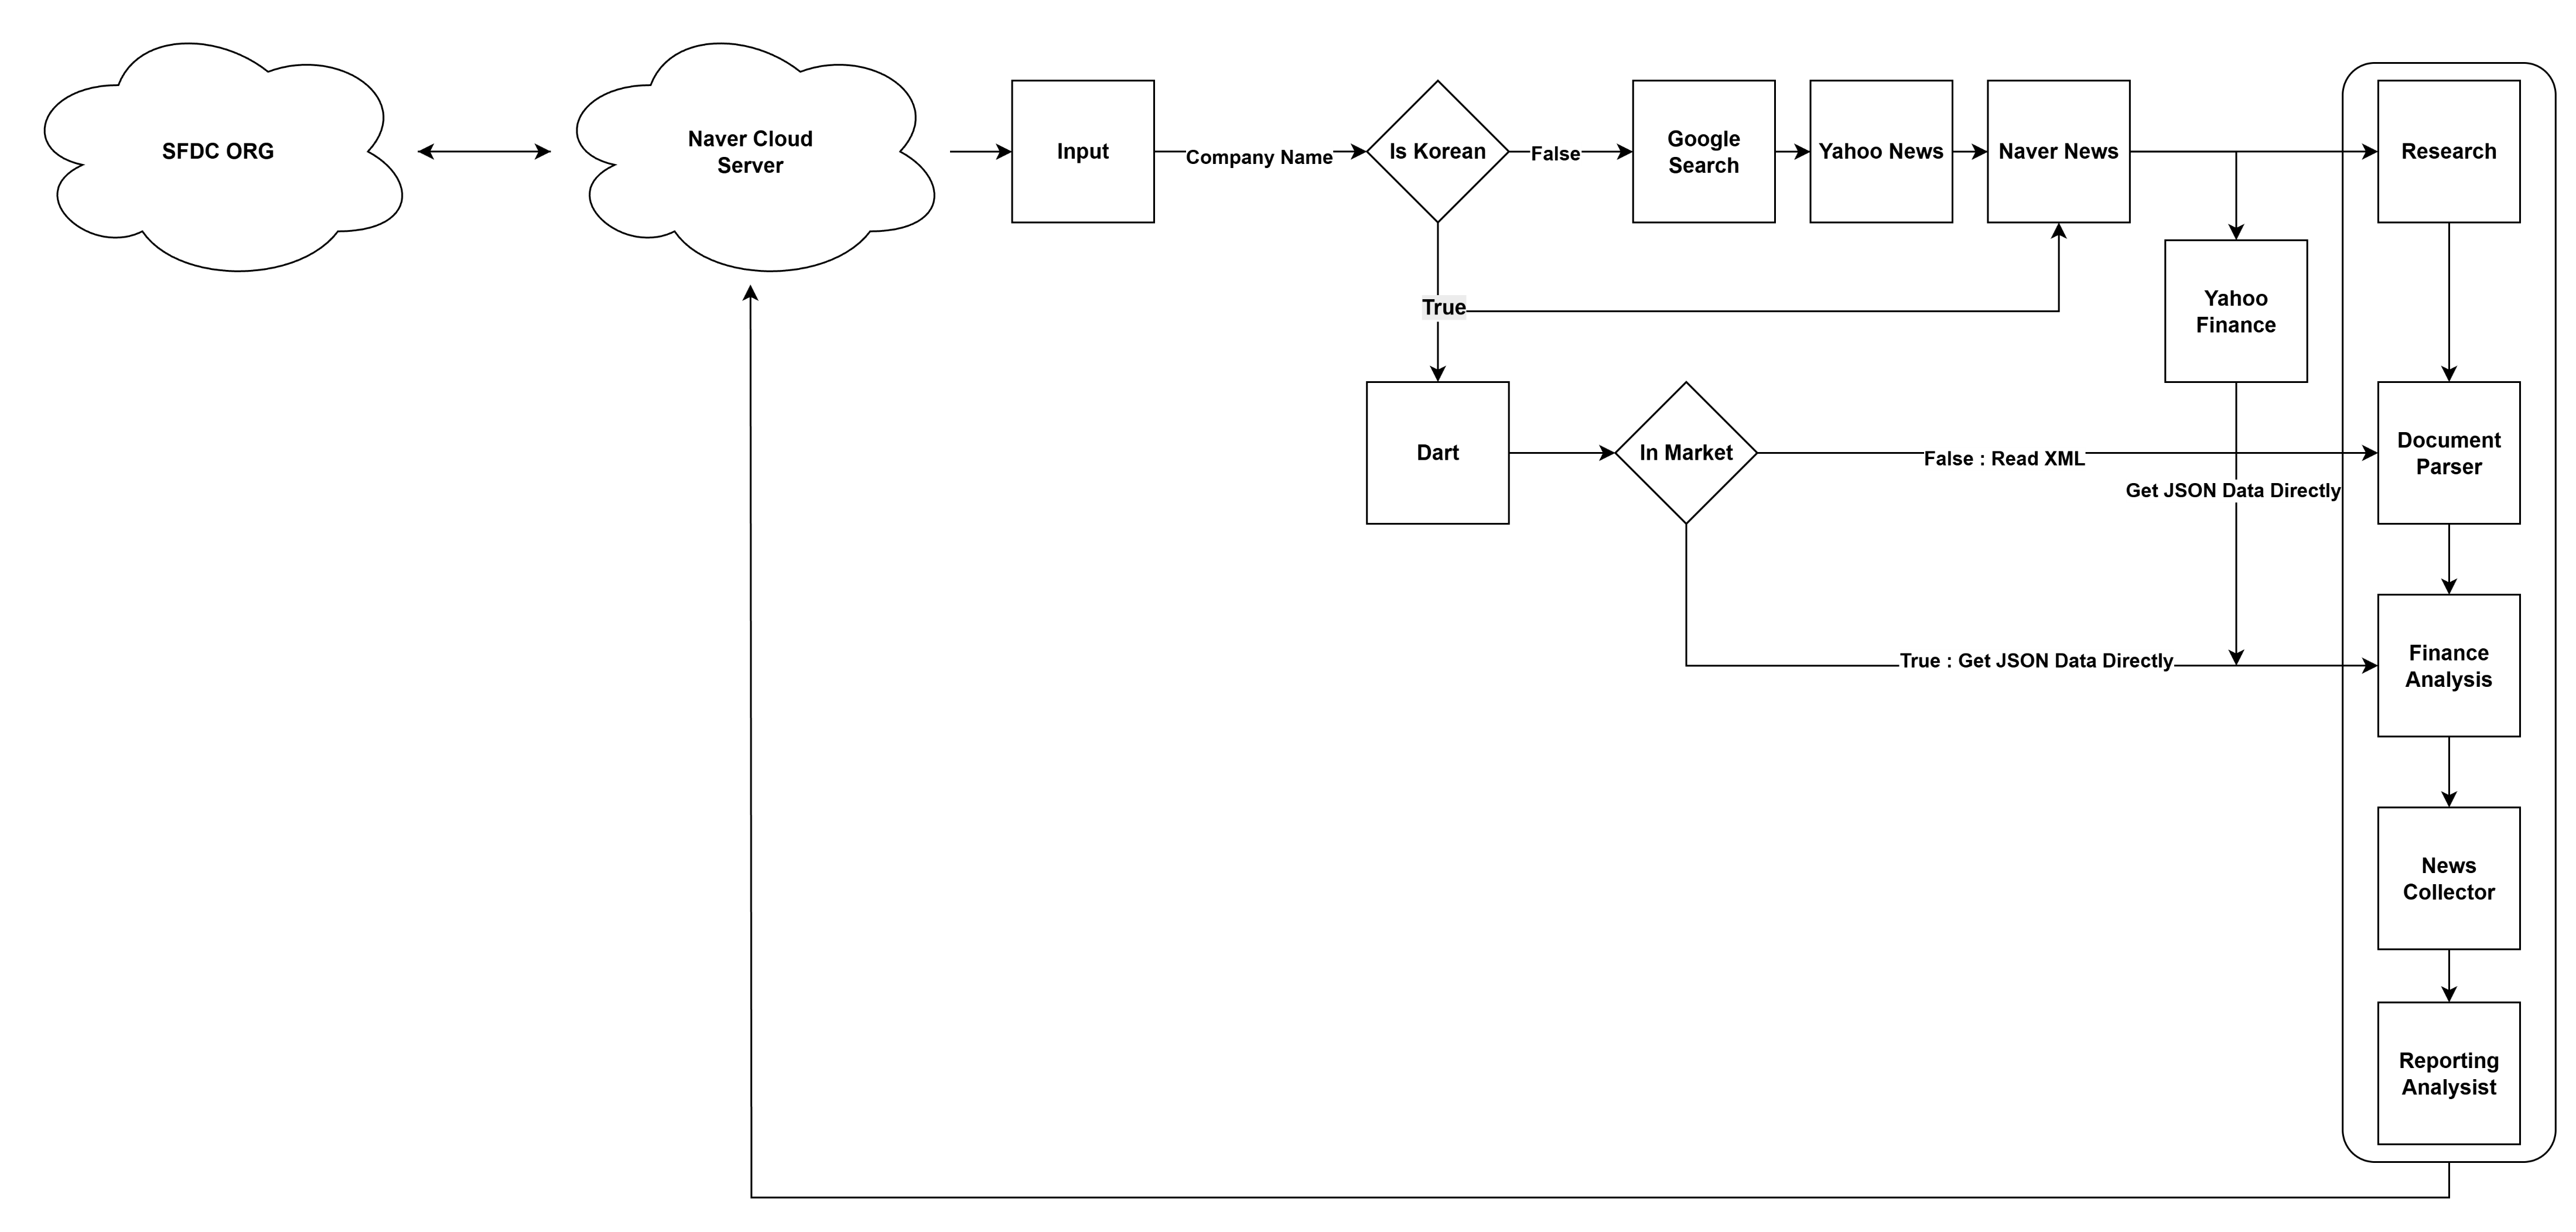 SFDC ORG
Naver Cloud
Server
Input
Company Name
Is Korean
False
Google
Search
Yahoo News
Naver News
Research
True
Yahoo
Finance
Dart
In Market
False : Read XML
Document
Parser
Get JSON Data Directly
True : Get JSON Data Directly
Finance
Analysis
News
Collector
Reporting
Analysist